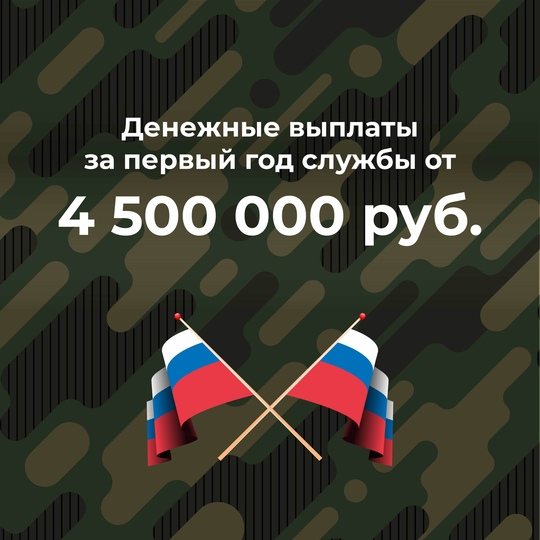 Денежные выплаты
за первый год службы от
4 500 000 руб.